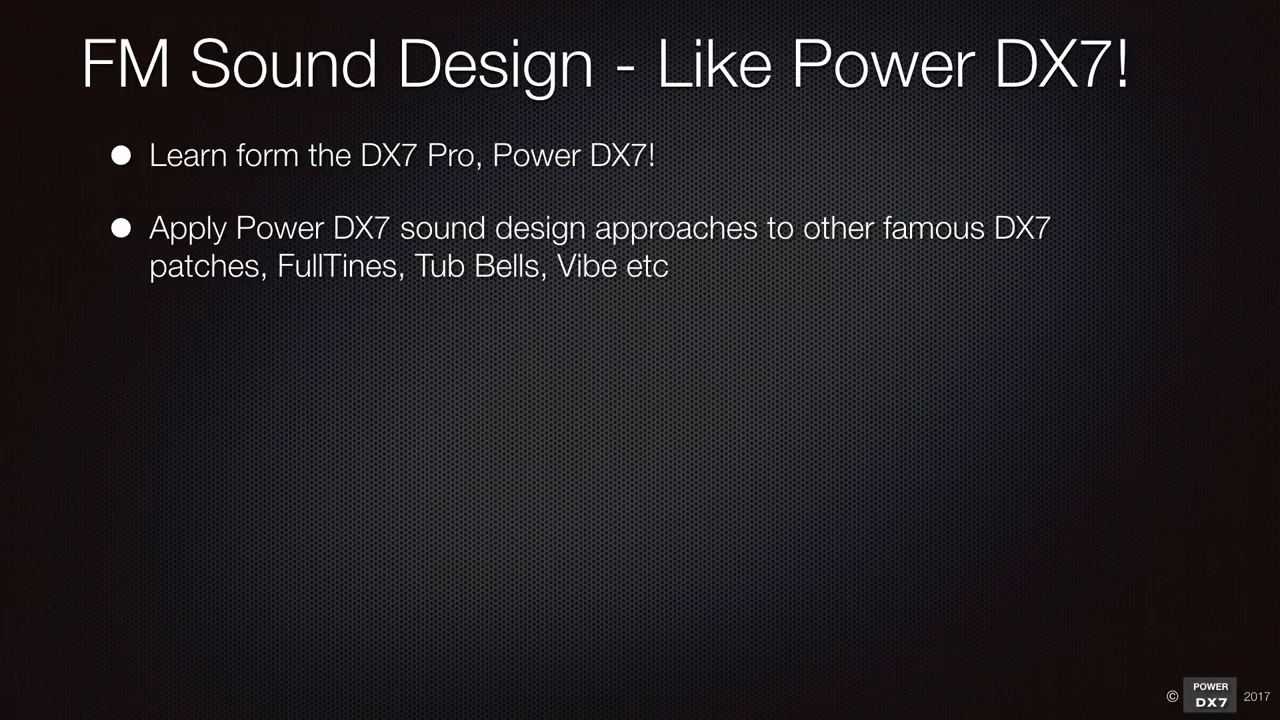 FM Sound Design - Like Power DX7!
● Learn form the DX7 Pro, Power DX7!
● Apply Power DX7 sound design approaches to other famous DX7
patches, FullTines, Tub Bells, Vibe etc
© POWER DX7 2017